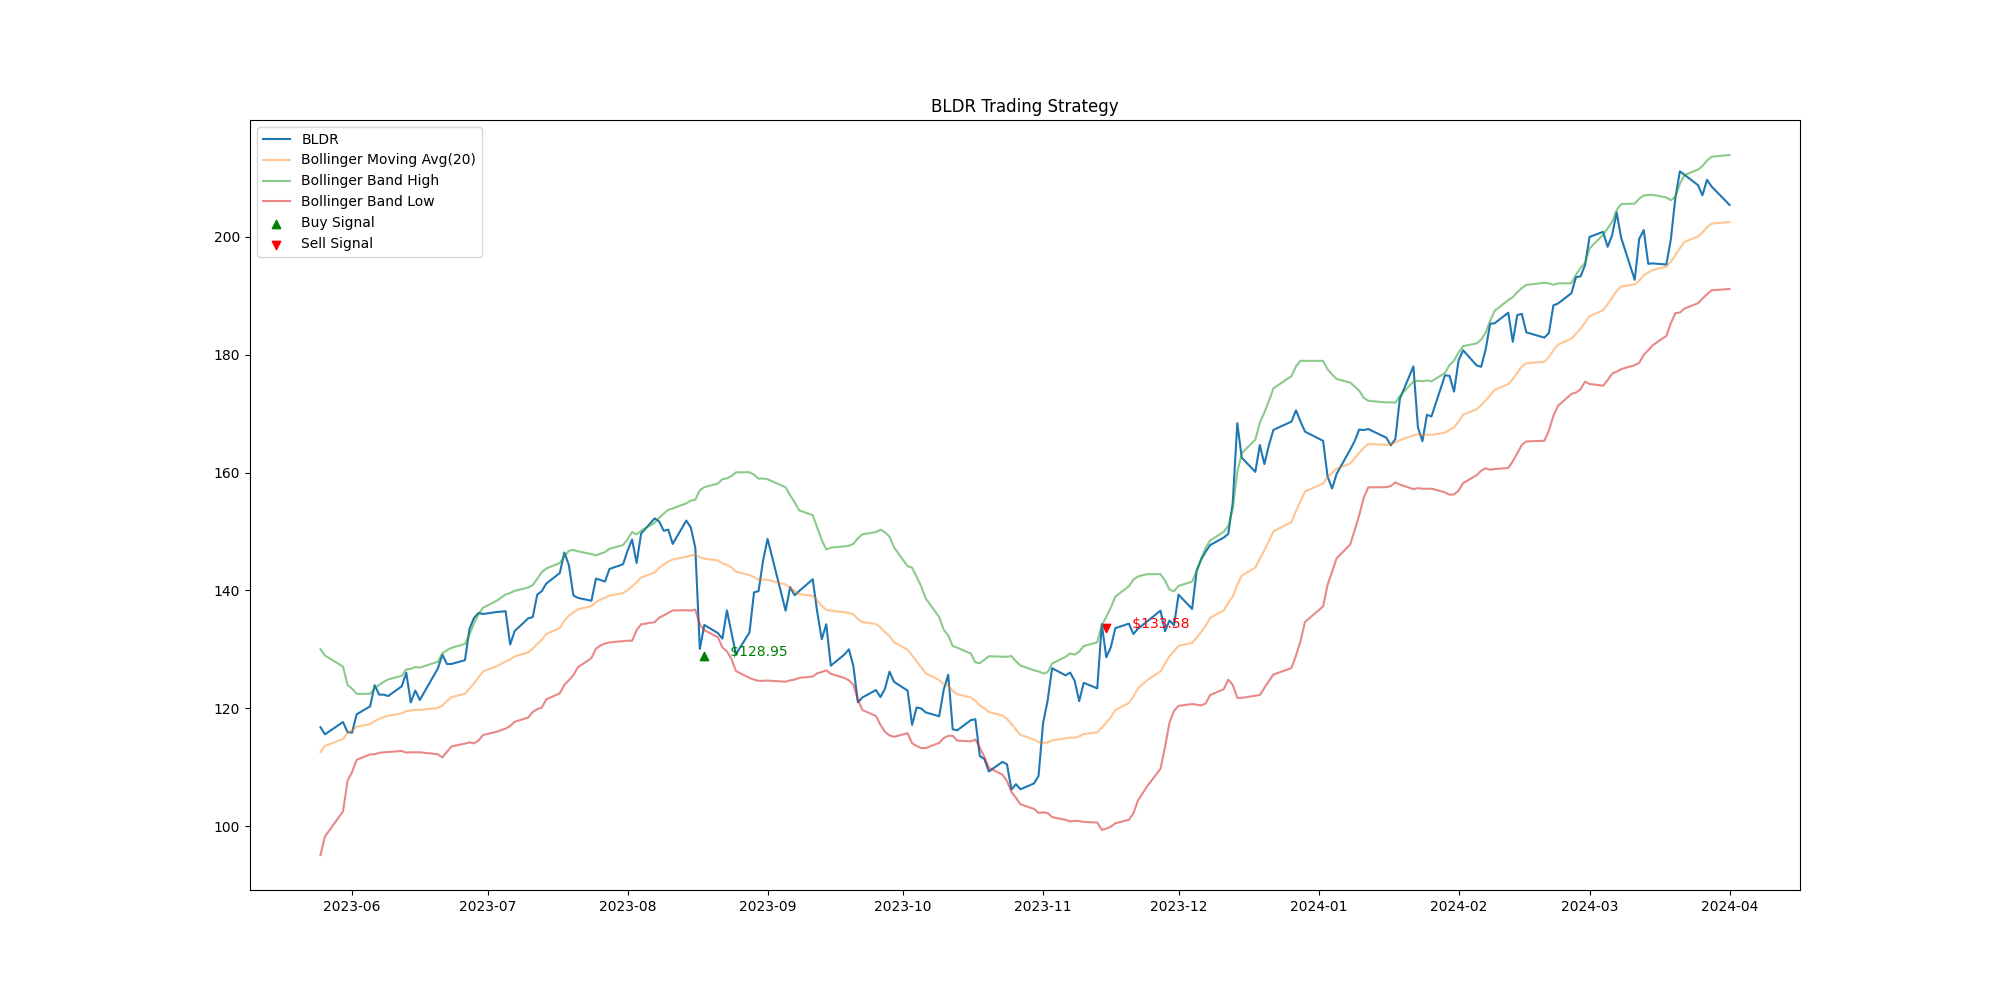 BLDR Trading Strategy
BLDR
Bollinger Moving Avg(20)
Bollinger Band High
Bollinger Band Low
Buy Signal
Sell Signal
200
180
160
140
120
100
$128.95
$133.58
2023-06
2023-07
2023-08
2023-09
2023-10
2023-11
2023-12
2024-01
2024-02
2024-03
2024-04